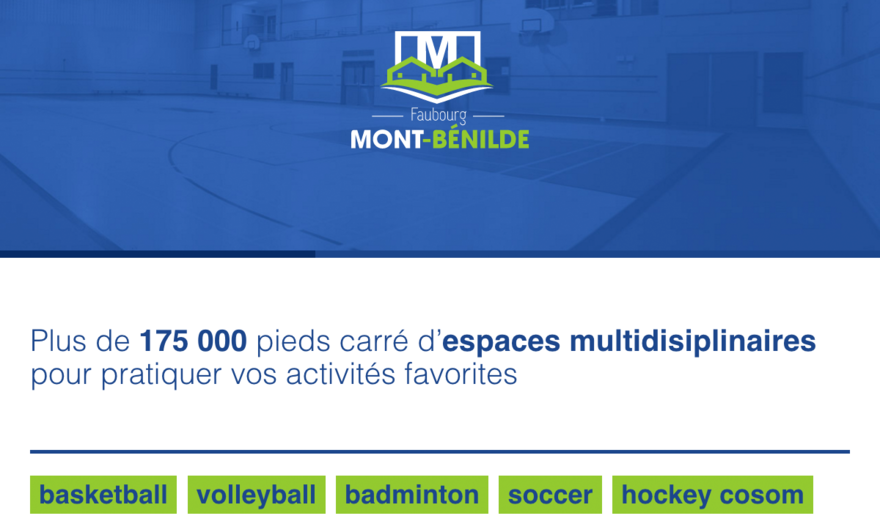 M
Faubourg
MONT-BÉNILDE
Plus de 175 000 pieds carré d’espaces multidisiplinaires
pour pratiquer vos activités favorites
basketball volleyball badminton soccer hockey cosom